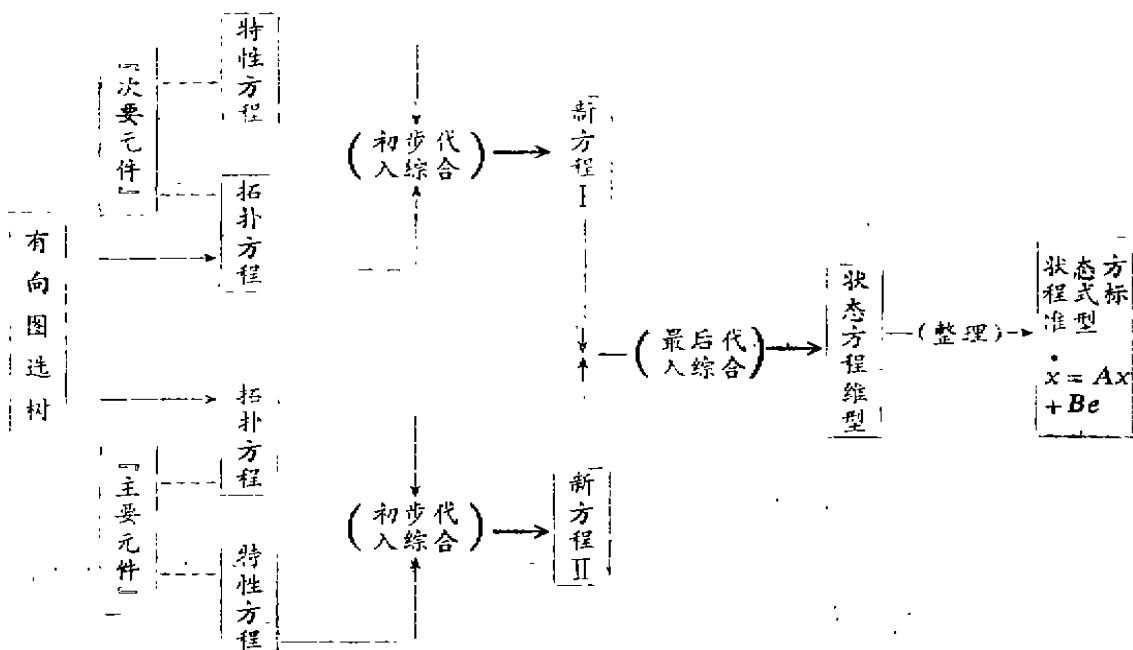 有向图选树
『次要元件』
特性方程
拓扑方程
(初步代
入综合)
新方程I
『主要元件』
拓扑方程
特性方程
(初步代
入综合)
新方程II
(最后代
入综合)
状态方程维型
(整理)
状态方
程式标
准型
ẋ = Ax
+ Be